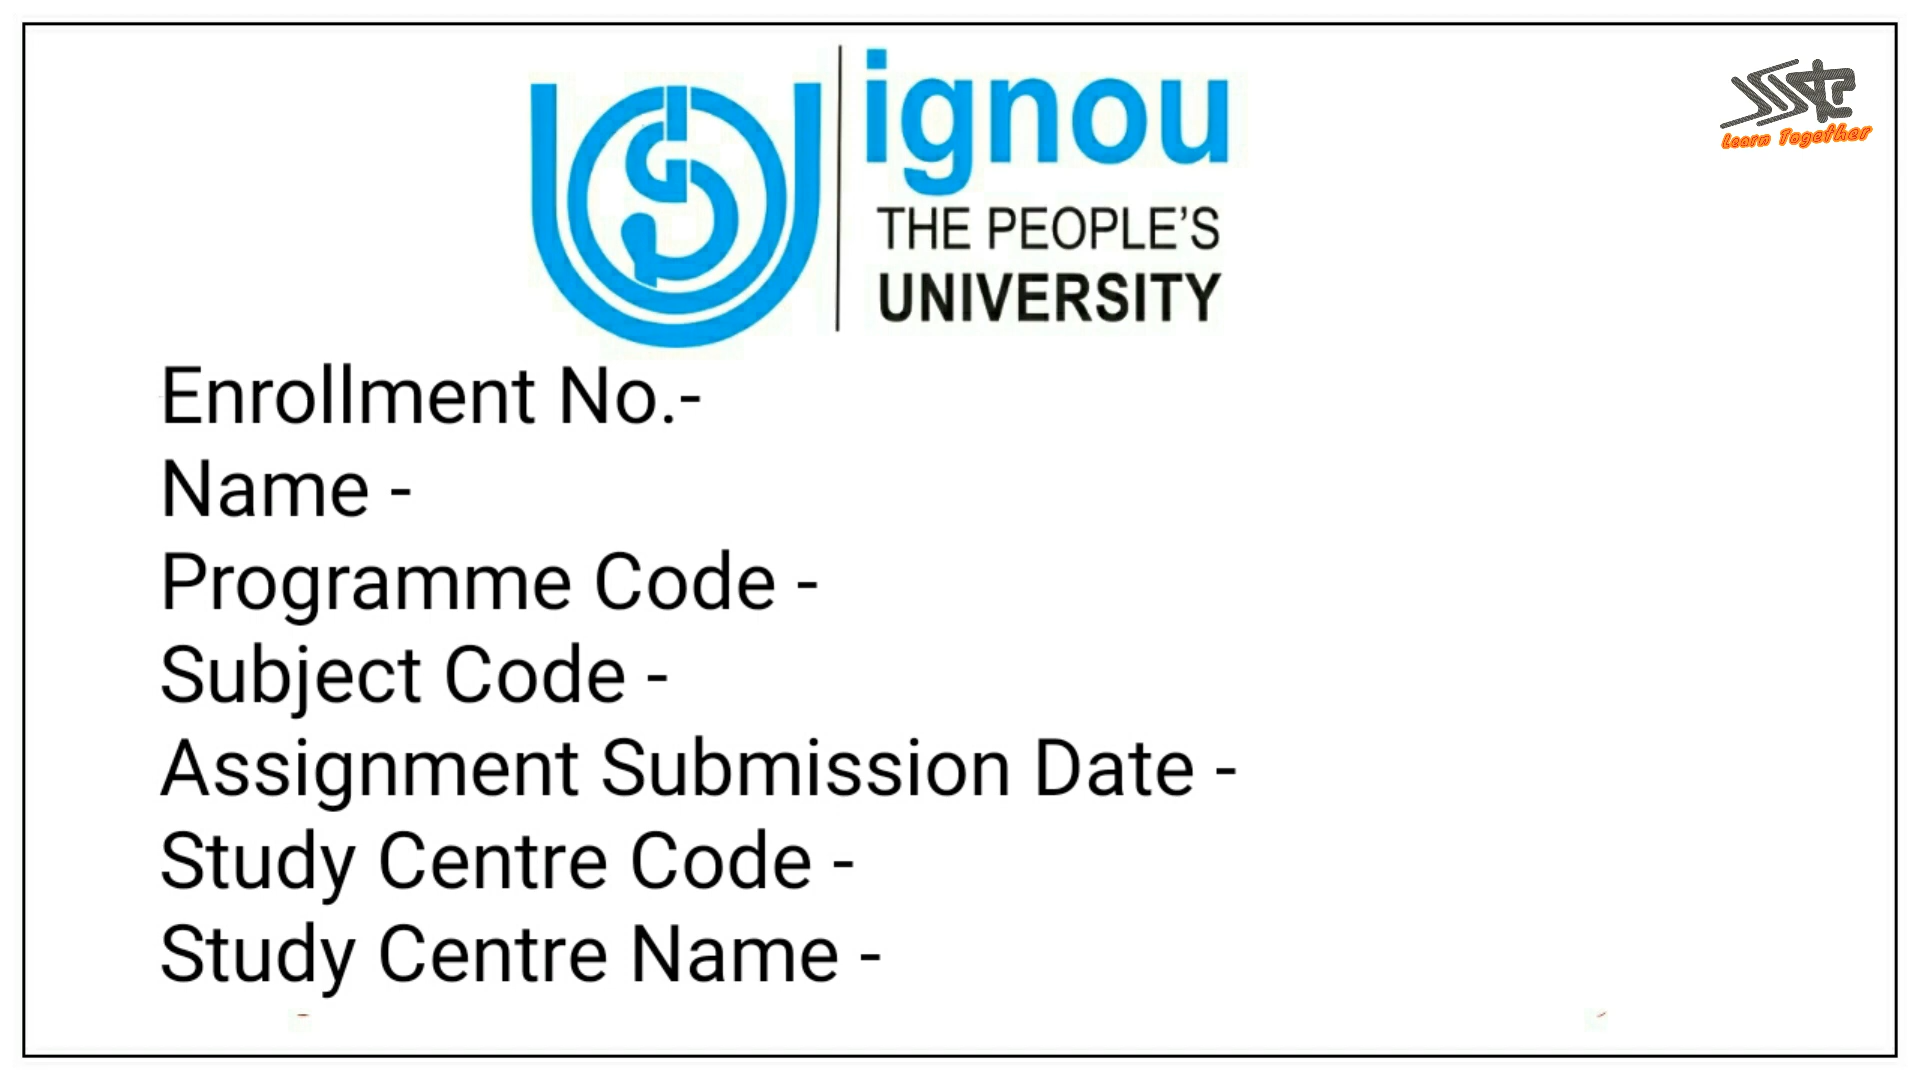 ignou
THE PEOPLE'S
UNIVERSITY
Learn Together
Enrollment No.-
Name -
Programme Code -
Subject Code -
Assignment Submission Date -
Study Centre Code -
Study Centre Name -